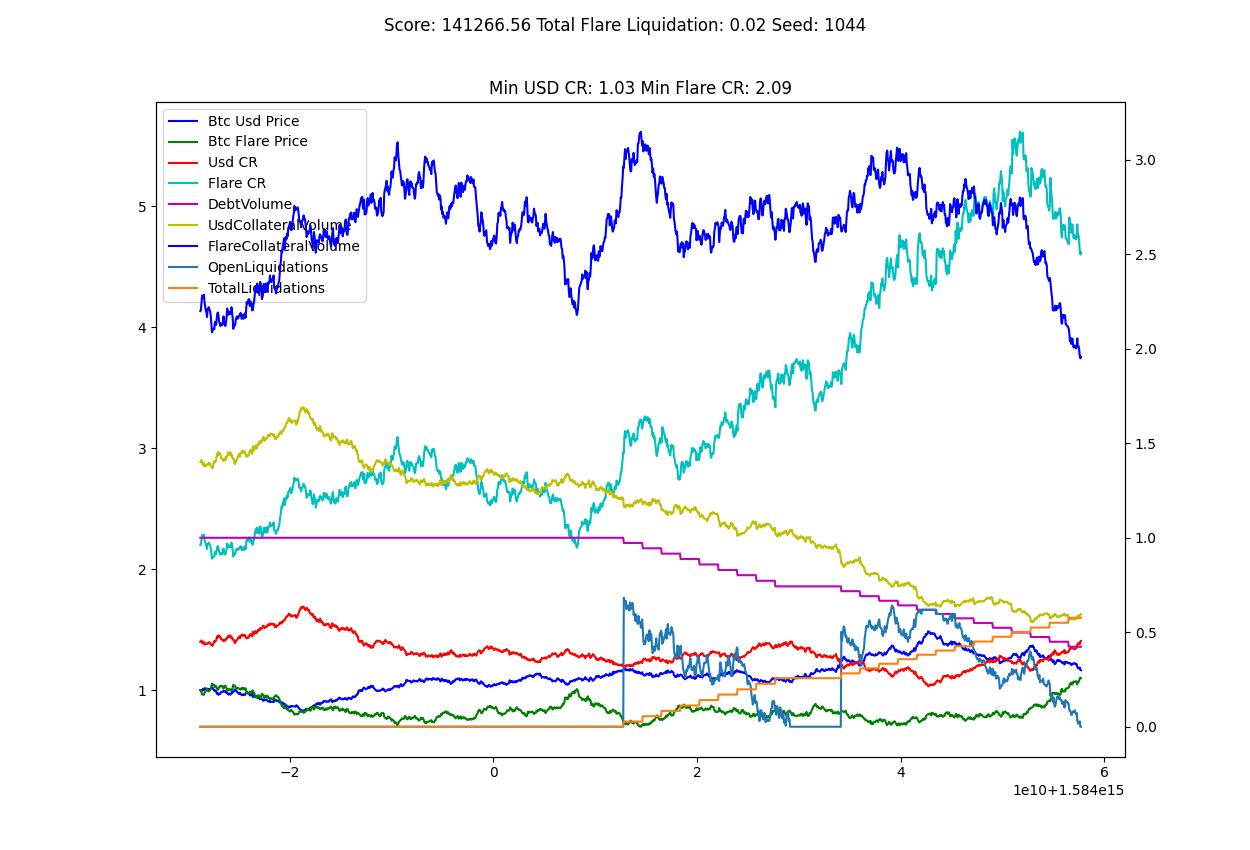 Score: 141266.56 Total Flare Liquidation: 0.02 Seed: 1044
Min USD CR: 1.03 Min Flare CR: 2.09
Btc Usd Price
Btc Flare Price
Usd CR
Flare CR
DebtVolume
UsdCollateralVolume
FlareCollateralVolume
OpenLiquidations
TotalLiquidations
5
4
3
2
1
3.0
2.5
2.0
1.5
1.0
0.5
0.0
−2
0
2
4
6
1e10+1.584e15